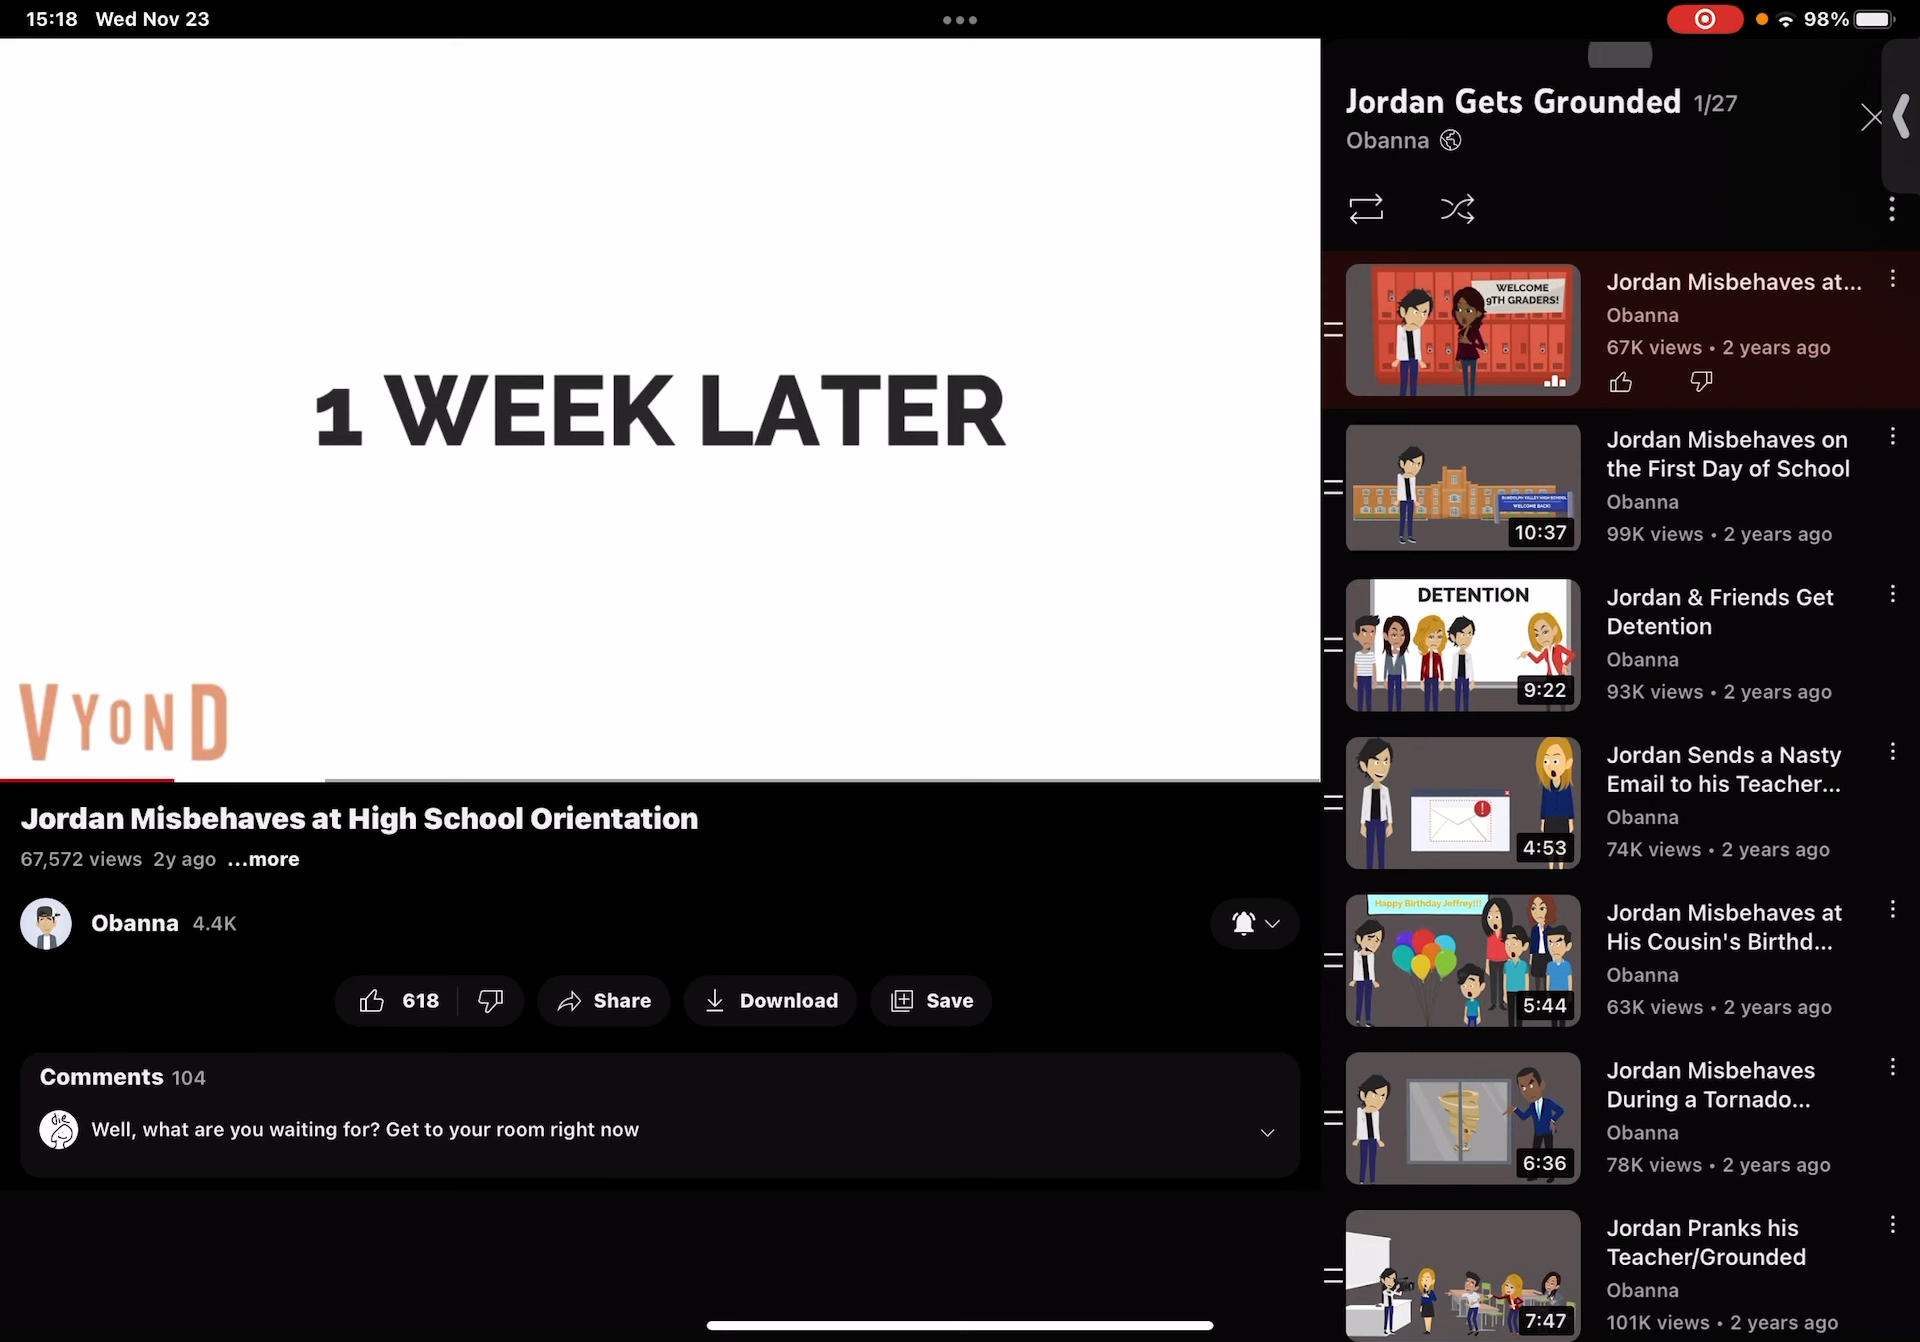 15:18 Wed Nov 23
98%
1 WEEK LATER
VYOND
Jordan Misbehaves at High School Orientation
67,572 views 2y ago ...more
Obanna 4.4K
618
Share
Download
Save
Comments 104
die
Well, what are you waiting for? Get to your room right now
Jordan Gets Grounded 1/27
Obanna
WELCOME
9TH GRADERS!
Jordan Misbehaves at...
Obanna
67K views • 2 years ago
RANDOLPH VALLEY HIGH SCHOOL
WELCOME BACK!
10:37
Jordan Misbehaves on
the First Day of School
Obanna
99K views • 2 years ago
DETENTION
9:22
Jordan & Friends Get
Detention
Obanna
93K views • 2 years ago
4:53
Jordan Sends a Nasty
Email to his Teacher...
Obanna
74K views • 2 years ago
Happy Birthday Jeffrey!!!
5:44
Jordan Misbehaves at
His Cousin's Birthd...
Obanna
63K views • 2 years ago
6:36
Jordan Misbehaves
During a Tornado...
Obanna
78K views • 2 years ago
7:47
Jordan Pranks his
Teacher/Grounded
Obanna
101K views • 2 years ago